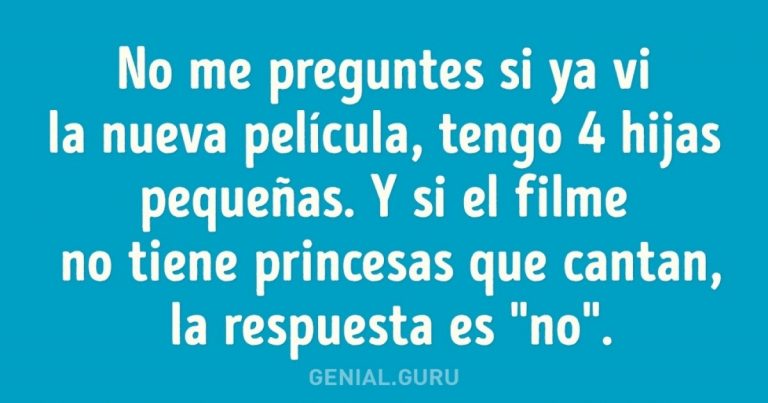 No me preguntes si ya vi
la nueva película, tengo 4 hijas
pequeñas. Y si el filme
no tiene princesas que cantan,
la respuesta es "no".
GENIAL.GURU